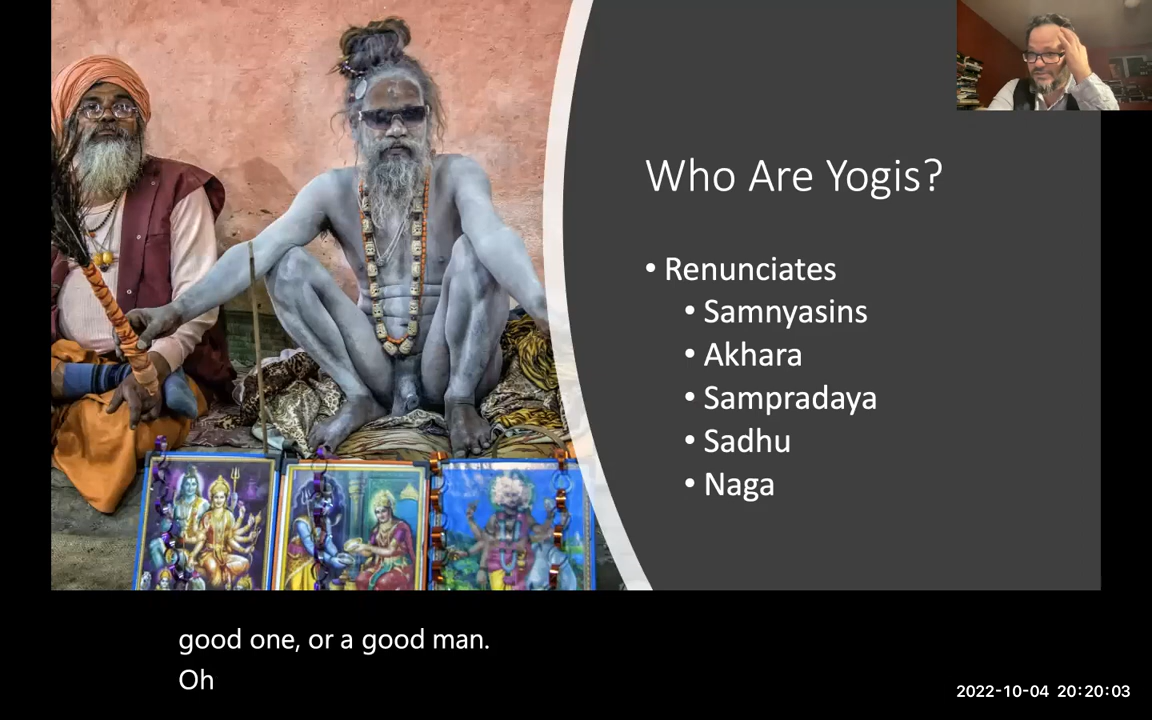 Who Are Yogis?
• Renunciates
• Samnyasins
• Akhara
• Sampradaya
• Sadhu
• Naga
good one, or a good man.
Oh
2022-10-04 20:20:03